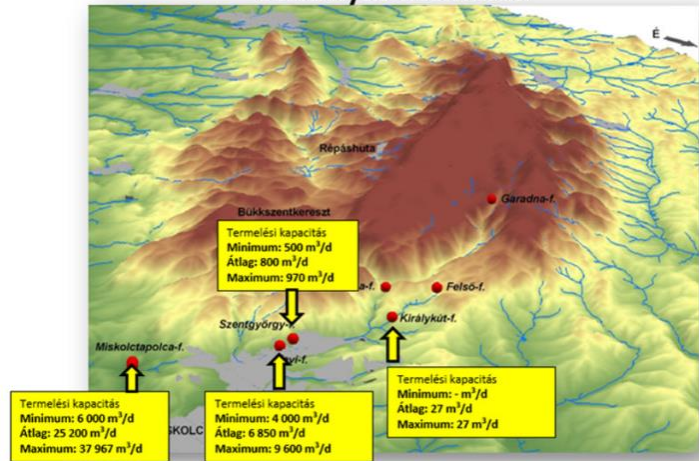 É
Répáshuta
Garadna-f.
Bükkszentkereszt
Termelési kapacitás
Minimum: 500 m³/d
Átlag: 800 m³/d
Maximum: 970 m³/d
a-f.
Felső-f.
Királykút-f.
Szentgyörgy-f.
yi-f.
Miskolctapolca-f.
Termelési kapacitás
Minimum: - m³/d
Átlag: 27 m³/d
Maximum: 27 m³/d
Termelési kapacitás
Minimum: 6 000 m³/d
Átlag: 25 200 m³/d
Maximum: 37 967 m³/d
SKOLC
Termelési kapacitás
Minimum: 4 000 m³/d
Átlag: 6 850 m³/d
Maximum: 9 600 m³/d